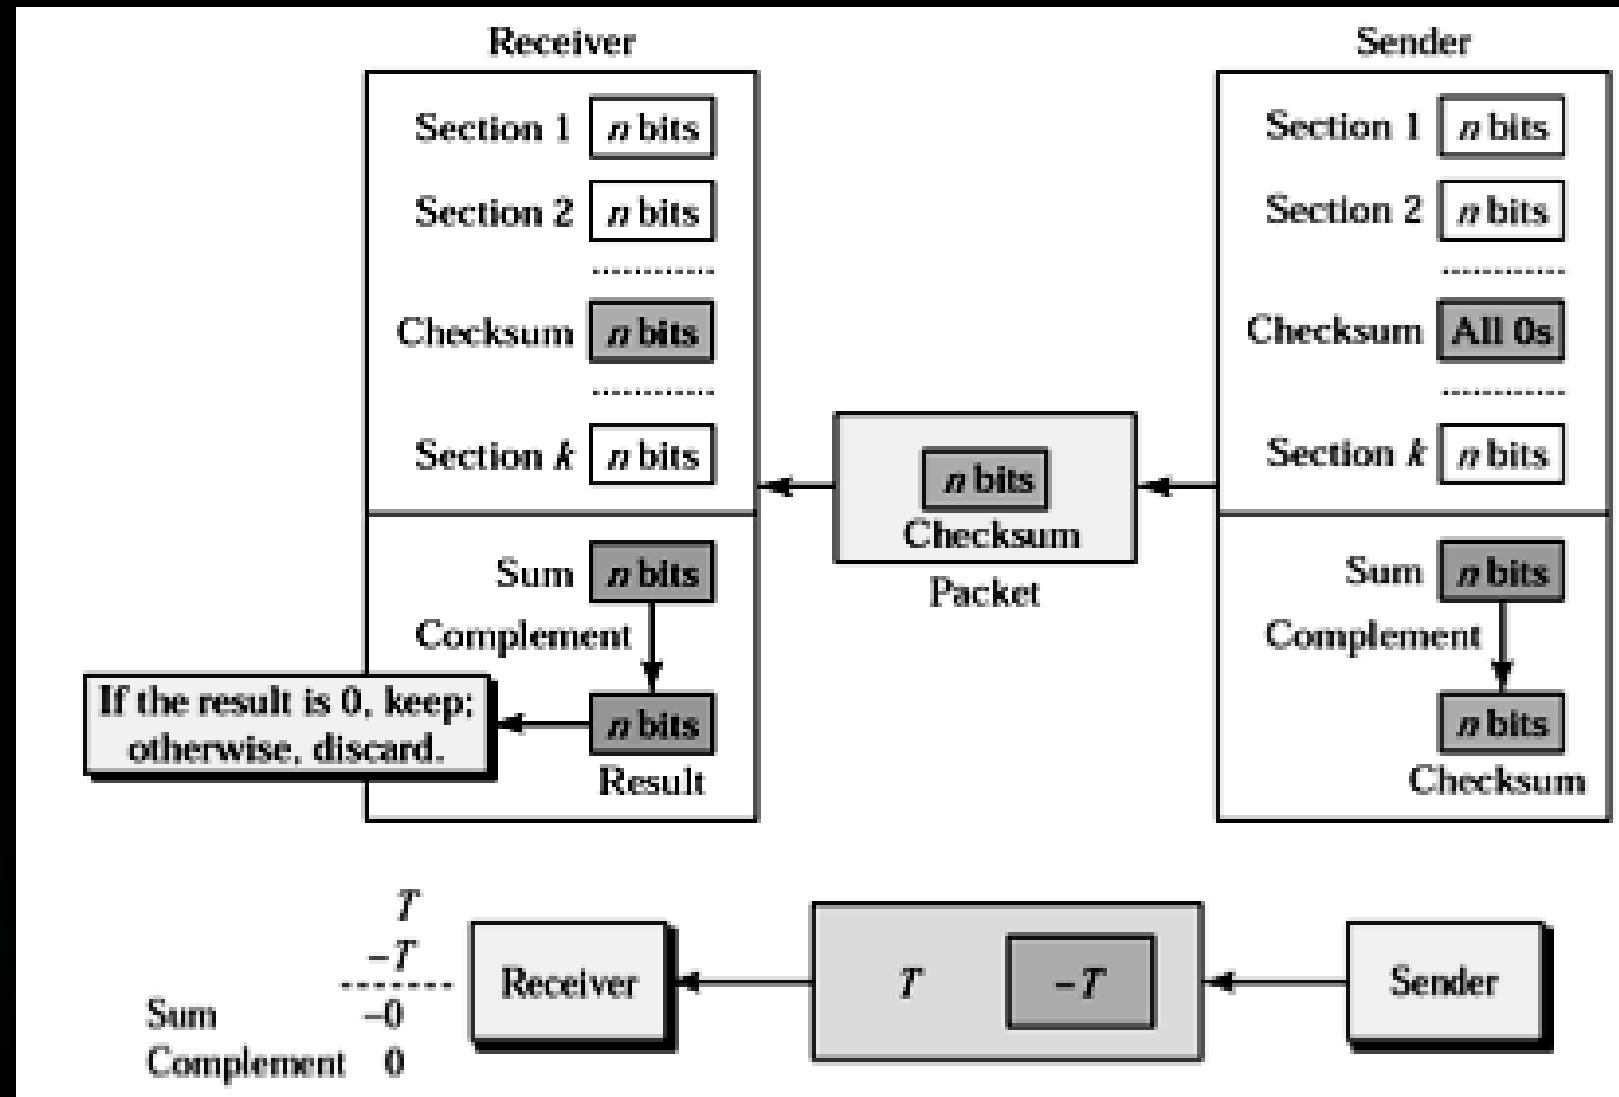 Receiver
Section 1 n bits
Section 2 n bits
Checksum n bits
Section k n bits
Sum n bits
Complement
If the result is 0, keep;
otherwise, discard.
n bits
Result
n bits
Checksum
Packet
Sender
Section 1 n bits
Section 2 n bits
Checksum All 0s
Section k n bits
Sum n bits
Complement
n bits
Checksum
T
–T
Sum –0
Complement 0
Receiver
T –T
Sender